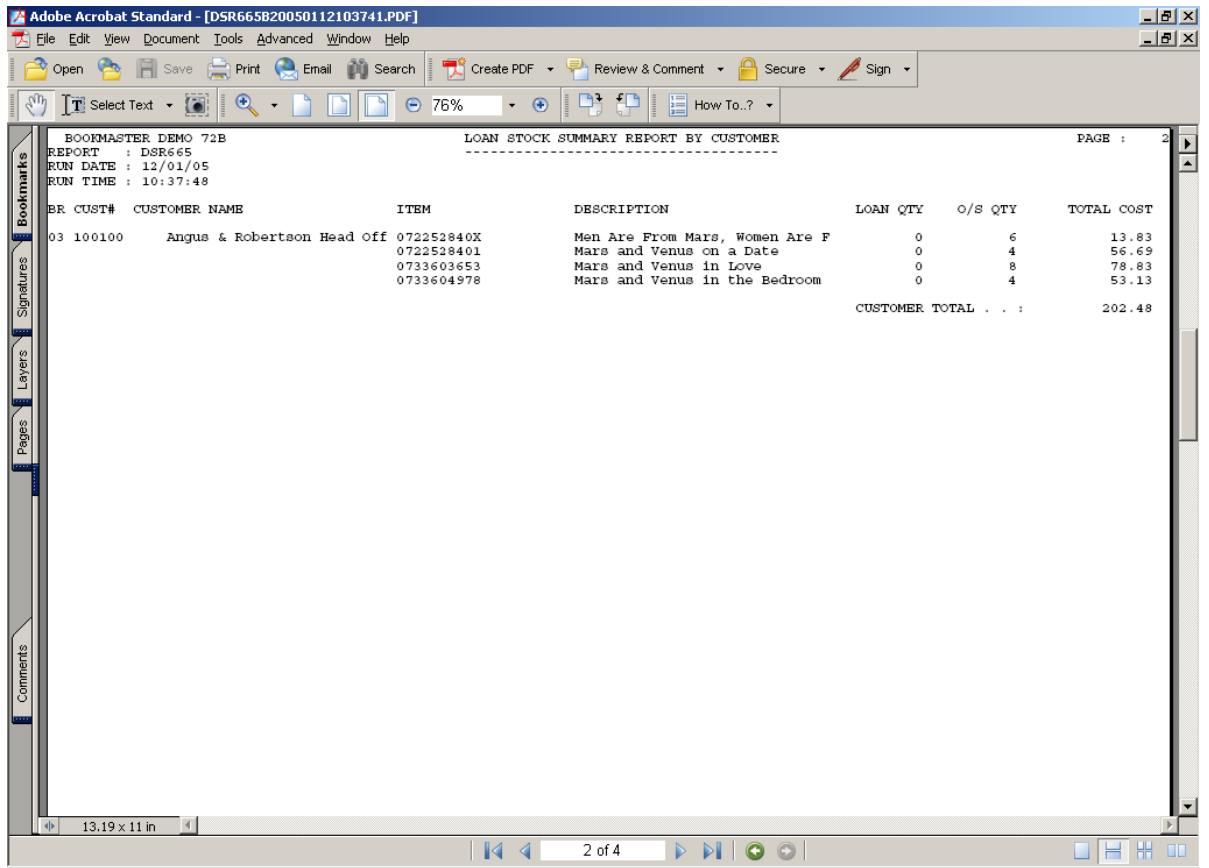 Adobe Acrobat Standard - [DSR665B20050112103741.PDF]
File Edit View Document Tools Advanced Window Help
Open Save Print Email Search Create PDF Review & Comment Secure Sign
Select Text 76% How To..?
Bookmarks
Signatures
Layers
Pages
Comments
BOOKMASTER DEMO 72B LOAN STOCK SUMMARY REPORT BY CUSTOMER PAGE : 2
REPORT : DSR665 ------------------------------------
RUN DATE : 12/01/05
RUN TIME : 10:37:48
BR CUST# CUSTOMER NAME ITEM DESCRIPTION LOAN QTY O/S QTY TOTAL COST
03 100100 Angus & Robertson Head Off 072252840X Men Are From Mars, Women Are F 0 6 13.83
0722528401 Mars and Venus on a Date 0 4 56.69
0733603653 Mars and Venus in Love 0 8 78.83
0733604978 Mars and Venus in the Bedroom 0 4 53.13
CUSTOMER TOTAL . . : 202.48
13.19 x 11 in
2 of 4